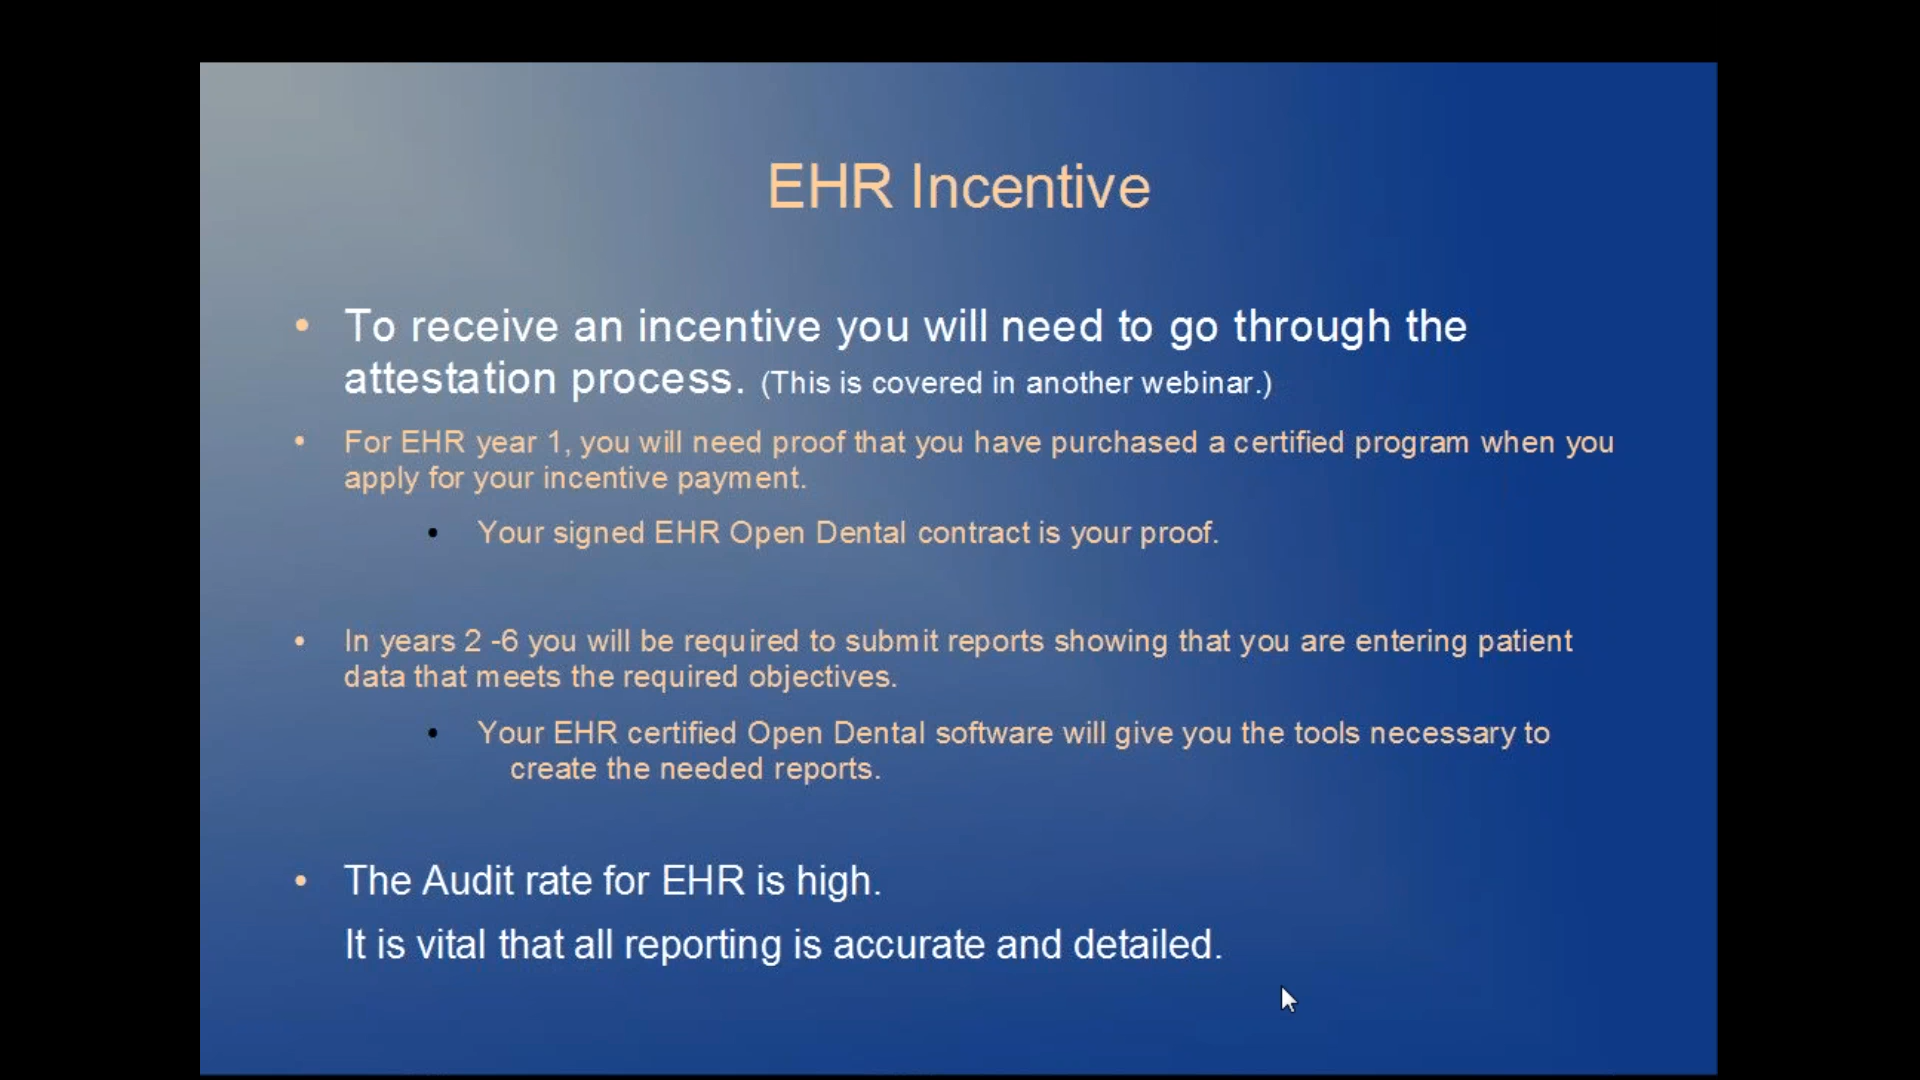 EHR Incentive
• To receive an incentive you will need to go through the
attestation process. (This is covered in another webinar.)
• For EHR year 1, you will need proof that you have purchased a certified program when you
apply for your incentive payment.
• Your signed EHR Open Dental contract is your proof.
• In years 2 -6 you will be required to submit reports showing that you are entering patient
data that meets the required objectives.
• Your EHR certified Open Dental software will give you the tools necessary to
create the needed reports.
• The Audit rate for EHR is high.
It is vital that all reporting is accurate and detailed.